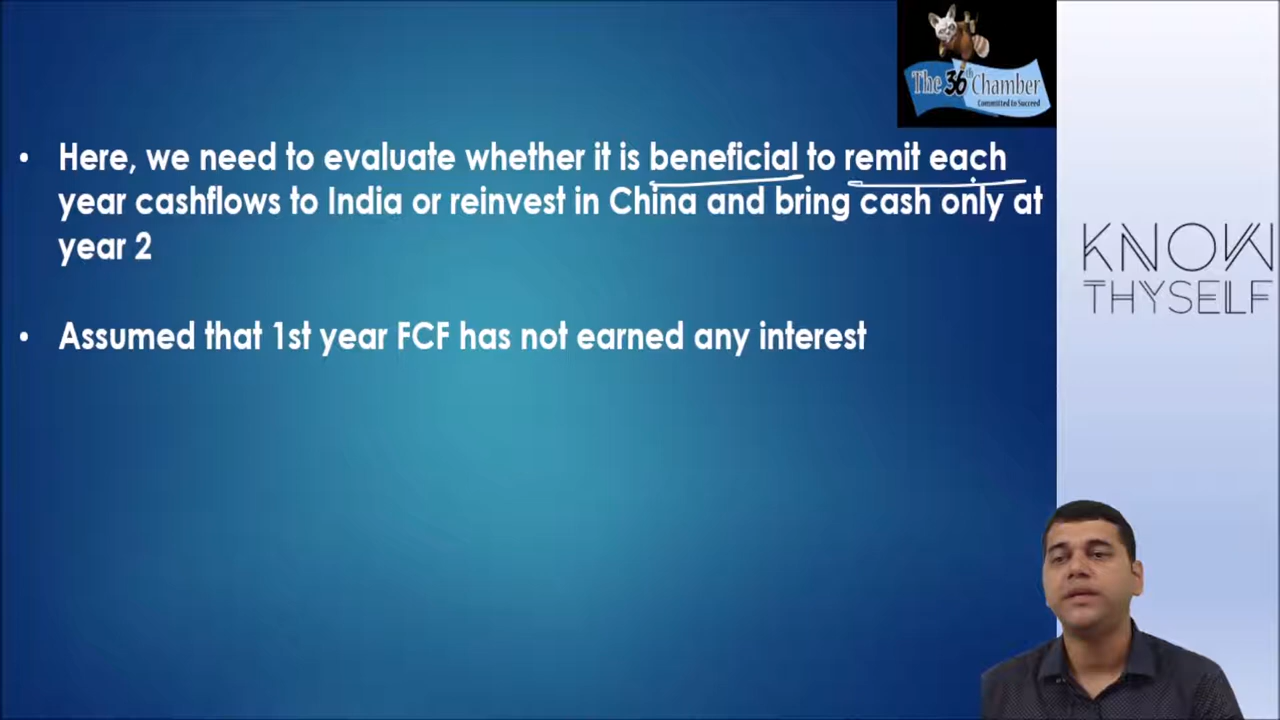 The 36th Chamber
Committed to Succeed
• Here, we need to evaluate whether it is beneficial to remit each
year cashflows to India or reinvest in China and bring cash only at
year 2
• Assumed that 1st year FCF has not earned any interest
KNOW
THYSELF